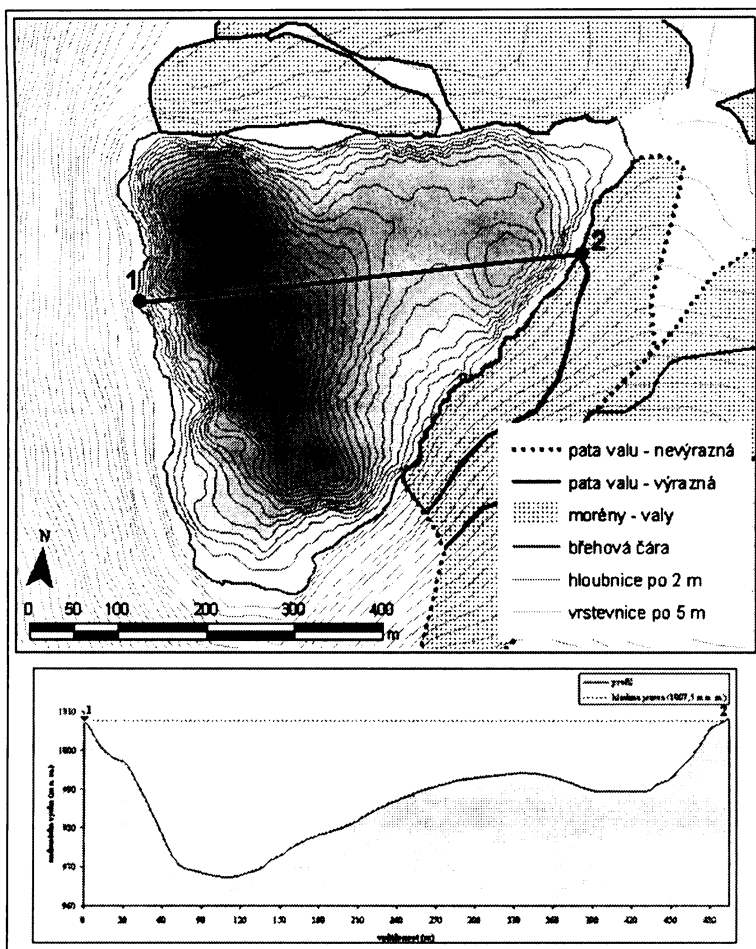 1
2
pata valu - nevýrazná
pata valu - výrazná
morény - valy
břehová čára
hloubnice po 2 m
vrstevnice po 5 m
N
0 50 100 200 300 400
m
profil
1
2
1000
990
980
970
960
0 30 60 90 120 150 180 210 240 270 300 330 360 390 420 450 480
vzdálenost (m)